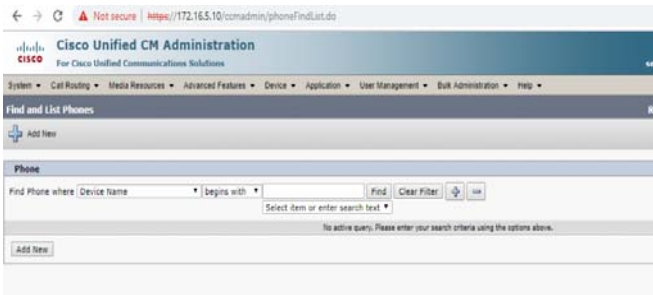 Not secure | https://172.16.5.10/ccmadmin/phoneFindList.do
Cisco Unified CM Administration
CISCO For Cisco Unified Communications Solutions
System Call Routing Media Resources Advanced Features Device Application User Management Bulk Administration Help
Find and List Phones
Add New
Phone
Find Phone where Device Name begins with Find Clear Filter
Select item or enter search text
No active query. Please enter your search criteria using the options above.
Add New